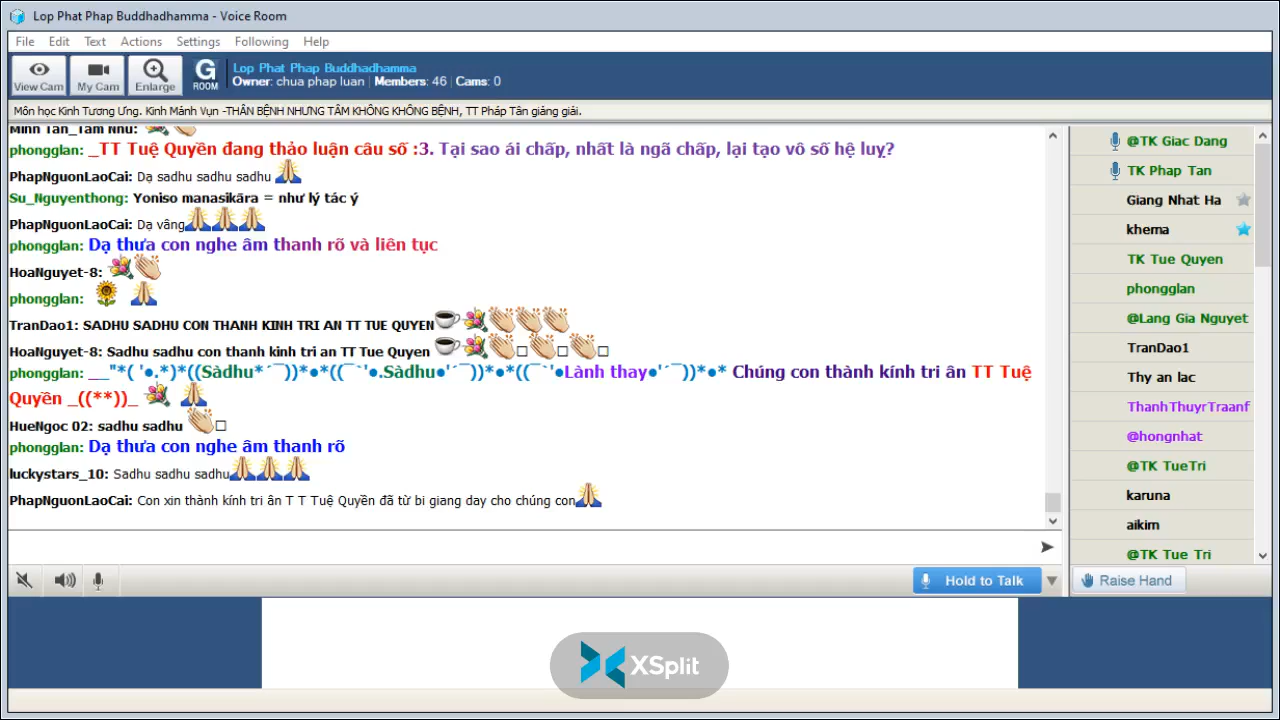 Lop Phat Phap Buddhadhamma - Voice Room
File Edit Text Actions Settings Following Help
View Cam My Cam Enlarge G ROOM
Lop Phat Phap Buddhadhamma
Owner: chua phap luan | Members: 46 | Cams: 0
Môn học Kinh Tương Ưng. Kinh Mánh Vụn -THÂN BỆNH NHƯNG TÂM KHÔNG KHÔNG BỆNH, TT Pháp Tân giảng giải.
Minh Tan_Tam Nhu:
phongglan: _TT Tuệ Quyền đang thảo luận câu số :3. Tại sao ái chấp, nhất là ngã chấp, lại tạo vô số hệ luỵ?
PhapNguonLaoCai: Dạ sadhu sadhu sadhu
Su_Nguyenthong: Yoniso manasikāra = như lý tác ý
PhapNguonLaoCai: Dạ vâng
phongglan: Dạ thưa con nghe âm thanh rõ và liên tục
HoaNguyet-8:
phongglan:
TranDao1: SADHU SADHU CON THANH KINH TRI AN TT TUE QUYEN
HoaNguyet-8: Sadhu sadhu con thanh kinh tri an TT Tue Quyen
phongglan: __"*( '●.*)*((Sàdhu*´¯))*●*((¯`'●.Sàdhu●'´¯))*●*((¯`'●Lành thay●'´¯))*●* Chúng con thành kính tri ân TT Tuệ
Quyền _((**))_
HueNgoc 02: sadhu sadhu
phongglan: Dạ thưa con nghe âm thanh rõ
luckystars_10: Sadhu sadhu sadhu
PhapNguonLaoCai: Con xin thành kính tri ân T T Tuệ Quyền đã từ bi giang day cho chúng con
@TK Giac Dang
TK Phap Tan
Giang Nhat Ha
khema
TK Tue Quyen
phongglan
@Lang Gia Nguyet
TranDao1
Thy an lac
ThanhThuyrTraanf
@hongnhat
@TK TueTri
karuna
aikim
@TK Tue Tri
Hold to Talk
Raise Hand
XSplit